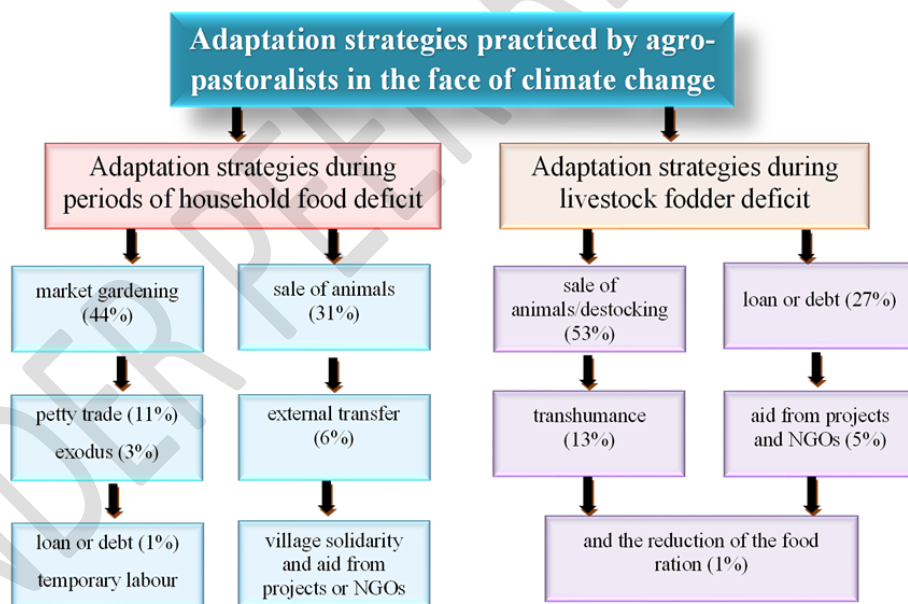 Adaptation strategies practiced by agro-
pastoralists in the face of climate change
Adaptation strategies during
periods of household food deficit
Adaptation strategies during
livestock fodder deficit
market gardening
(44%)
sale of animals
(31%)
sale of
animals/destocking
(53%)
loan or debt (27%)
petty trade (11%)
exodus (3%)
external transfer
(6%)
transhumance
(13%)
aid from projects
and NGOs (5%)
loan or debt (1%)
temporary labour
village solidarity
and aid from
projects or NGOs
and the reduction of the food
ration (1%)